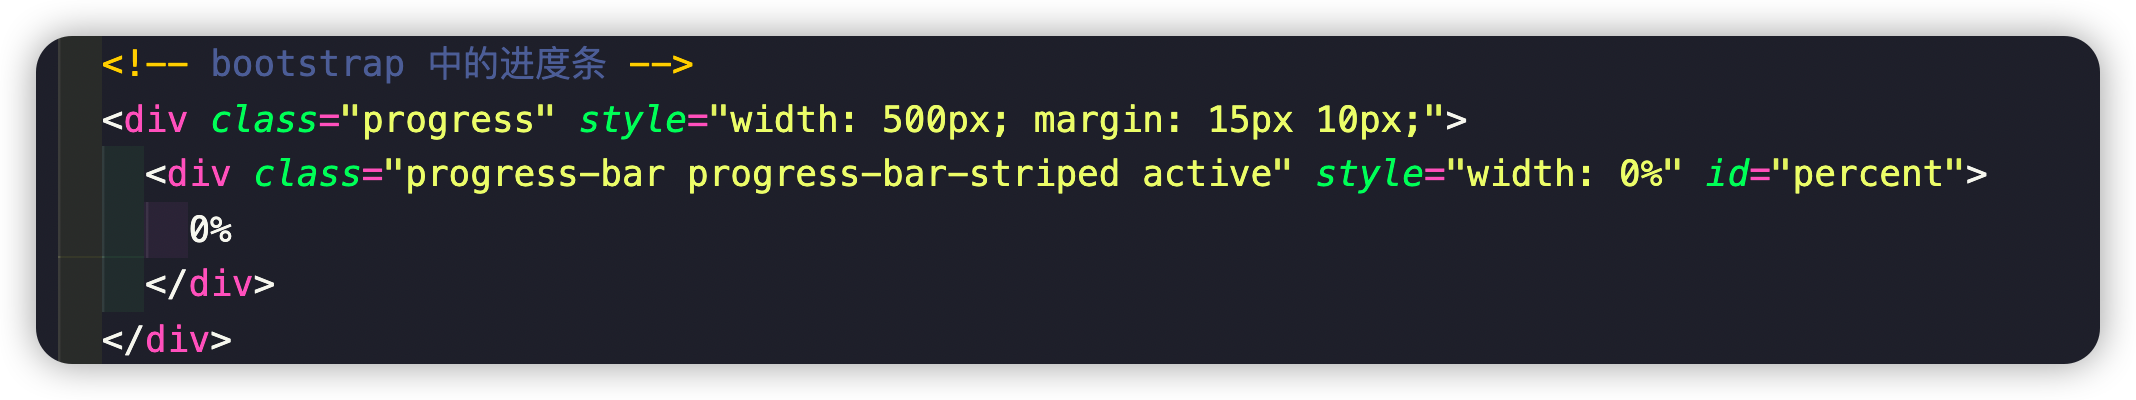 <!-- bootstrap 中的进度条 -->
<div class="progress" style="width: 500px; margin: 15px 10px;">
<div class="progress-bar progress-bar-striped active" style="width: 0%" id="percent">
0%
</div>
</div>